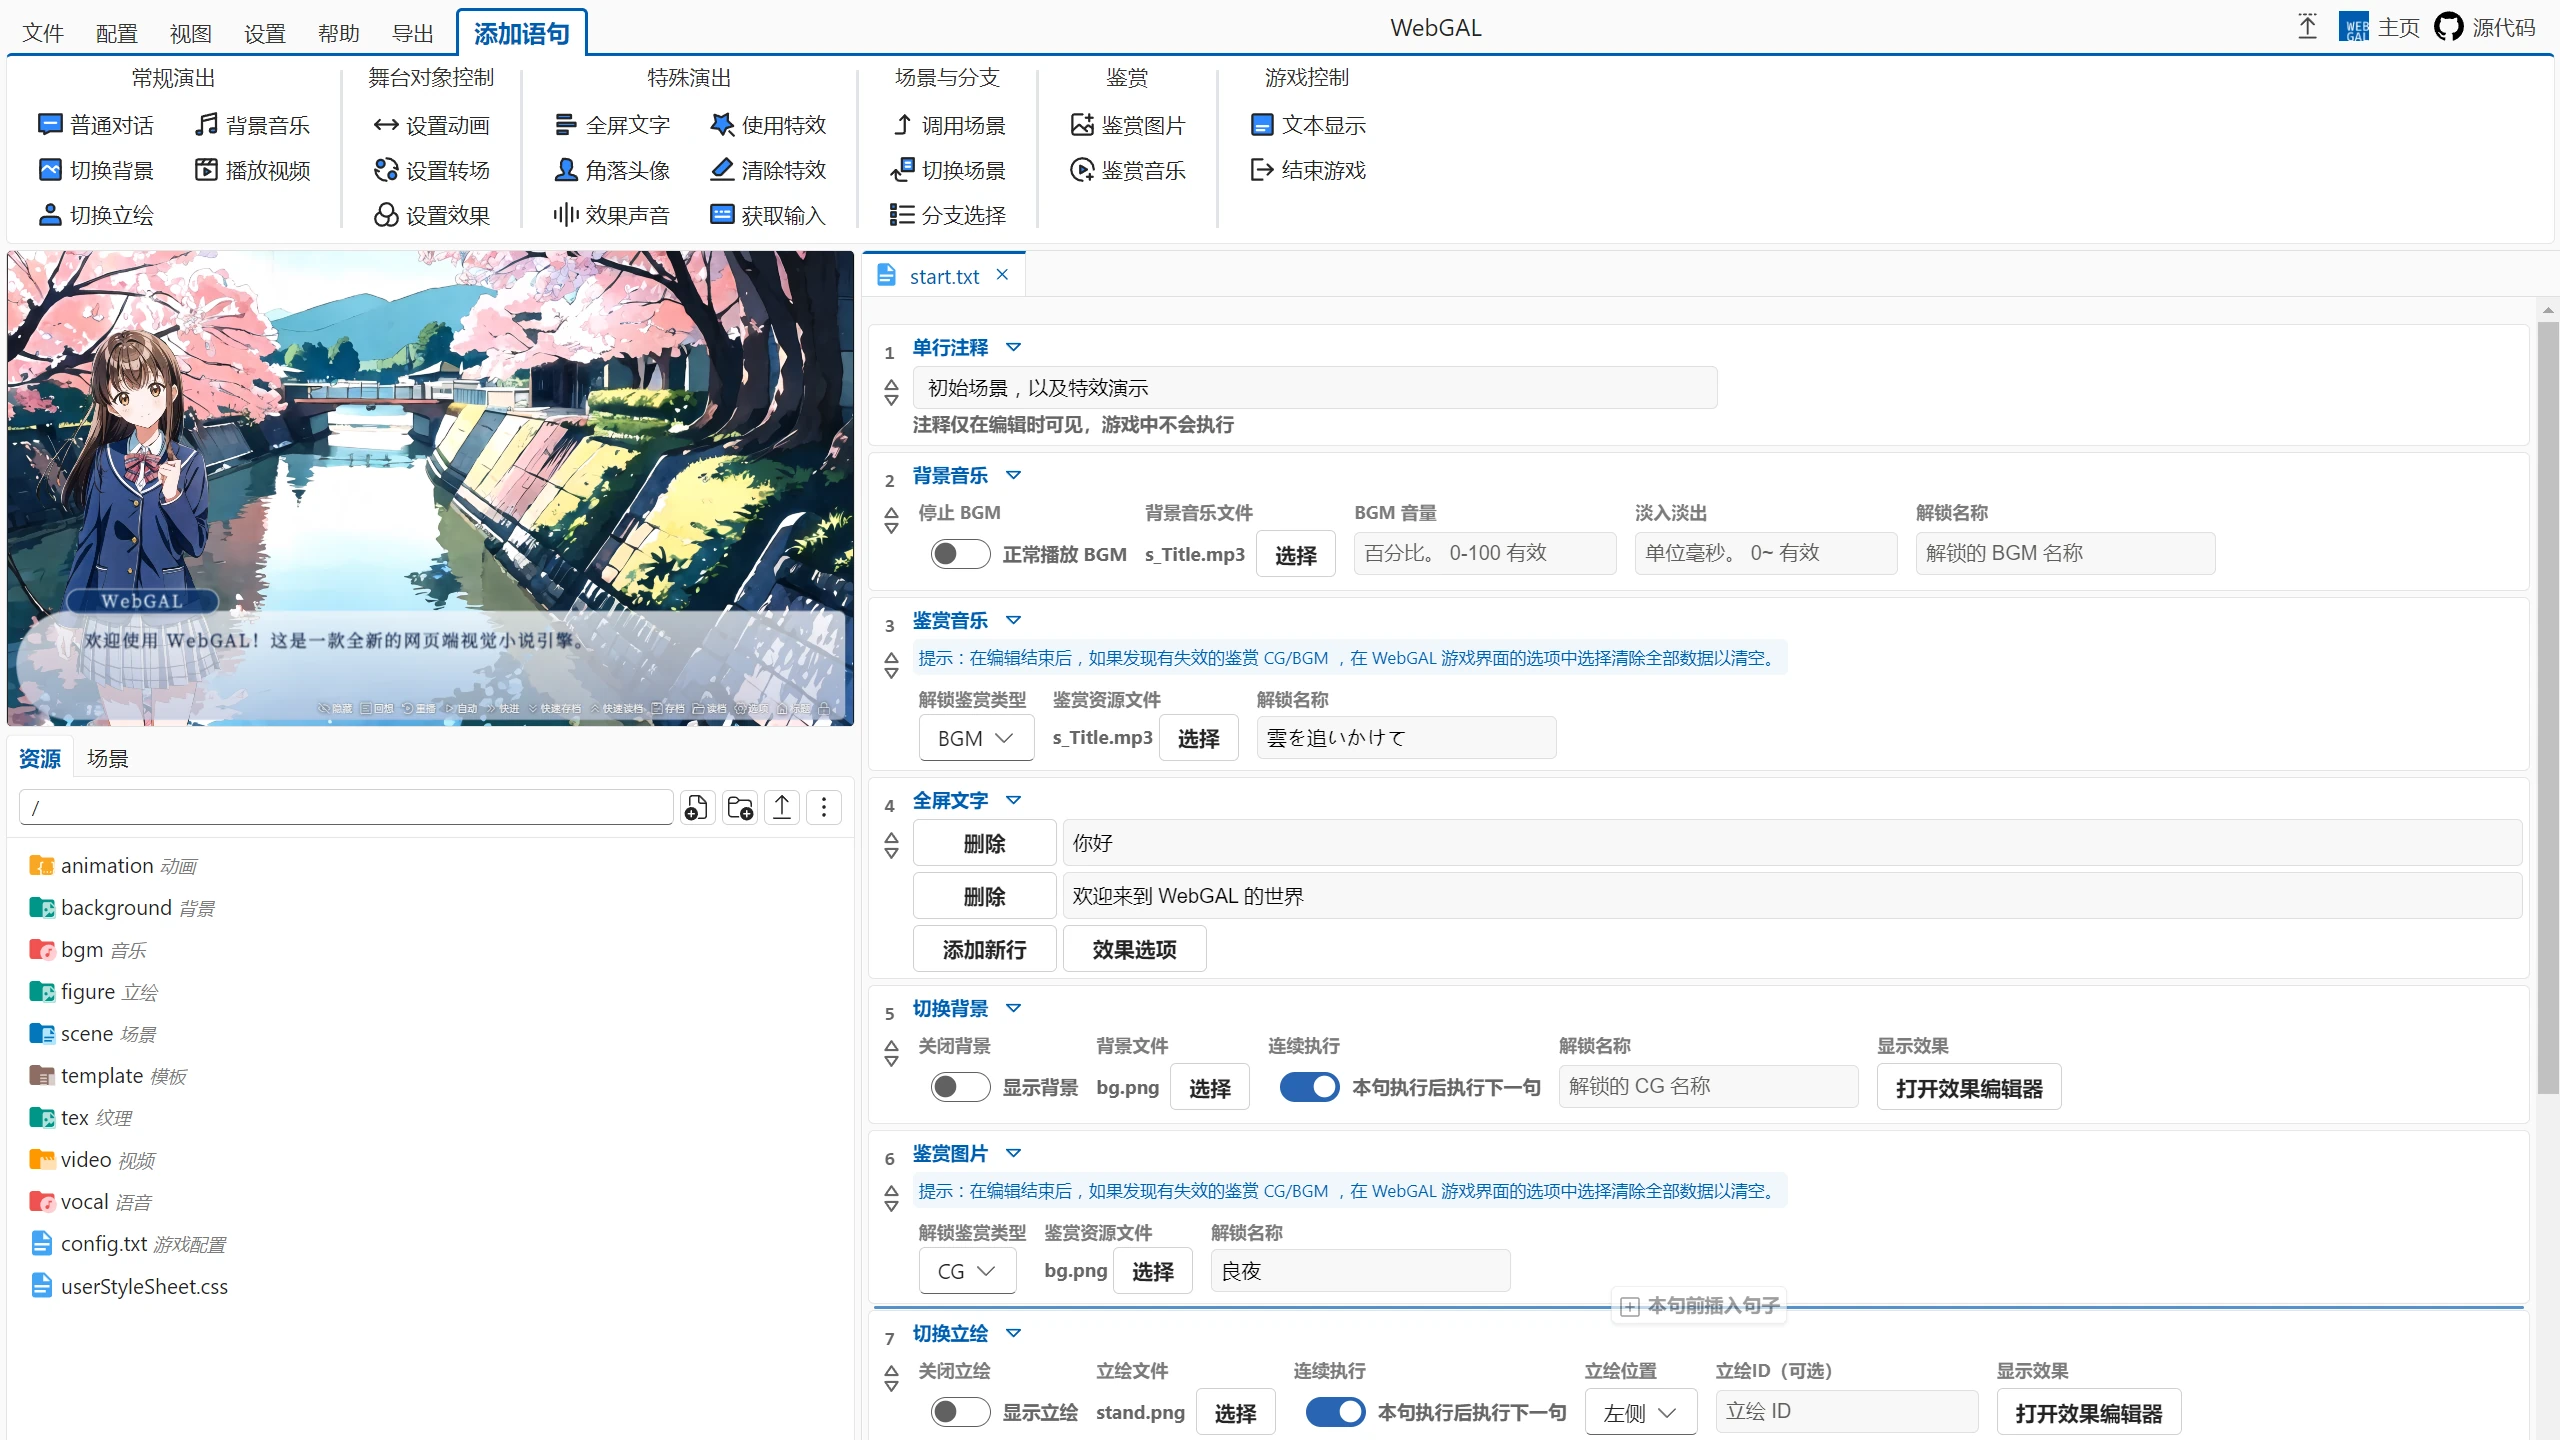 文件 配置 视图 设置 帮助 导出 添加语句 WebGAL 主页 源代码
常规演出 舞台对象控制 特殊演出 场景与分支 鉴赏 游戏控制
普通对话 背景音乐 设置动画 全屏文字 使用特效 调用场景 鉴赏图片 文本显示
切换背景 播放视频 设置转场 角落头像 清除特效 切换场景 鉴赏音乐 结束游戏
切换立绘 设置效果 效果声音 获取输入 分支选择
WebGAL
欢迎使用 WebGAL！这是一款全新的网页端视觉小说引擎。
隐藏 回想 重播 自动 快进 快速存档 快速读档 存档 读档 选项 标题
资源 场景
/
animation 动画
background 背景
bgm 音乐
figure 立绘
scene 场景
template 模板
tex 纹理
video 视频
vocal 语音
config.txt 游戏配置
userStyleSheet.css
start.txt
1 单行注释
初始场景，以及特效演示
注释仅在编辑时可见，游戏中不会执行
2 背景音乐
停止 BGM 背景音乐文件 BGM 音量 淡入淡出 解锁名称
正常播放 BGM s_Title.mp3 选择 百分比。 0-100 有效 单位毫秒。 0~ 有效 解锁的 BGM 名称
3 鉴赏音乐
提示：在编辑结束后，如果发现有失效的鉴赏 CG/BGM ，在 WebGAL 游戏界面的选项中选择清除全部数据以清空。
解锁鉴赏类型 鉴赏资源文件 解锁名称
BGM s_Title.mp3 选择 雲を追いかけて
4 全屏文字
删除 你好
删除 欢迎来到 WebGAL 的世界
添加新行 效果选项
5 切换背景
关闭背景 背景文件 连续执行 解锁名称 显示效果
显示背景 bg.png 选择 本句执行后执行下一句 解锁的 CG 名称 打开效果编辑器
6 鉴赏图片
提示：在编辑结束后，如果发现有失效的鉴赏 CG/BGM ，在 WebGAL 游戏界面的选项中选择清除全部数据以清空。
解锁鉴赏类型 鉴赏资源文件 解锁名称
CG bg.png 选择 良夜
本句前插入句子
7 切换立绘
关闭立绘 立绘文件 连续执行 立绘位置 立绘ID（可选） 显示效果
显示立绘 stand.png 选择 本句执行后执行下一句 左侧 立绘 ID 打开效果编辑器